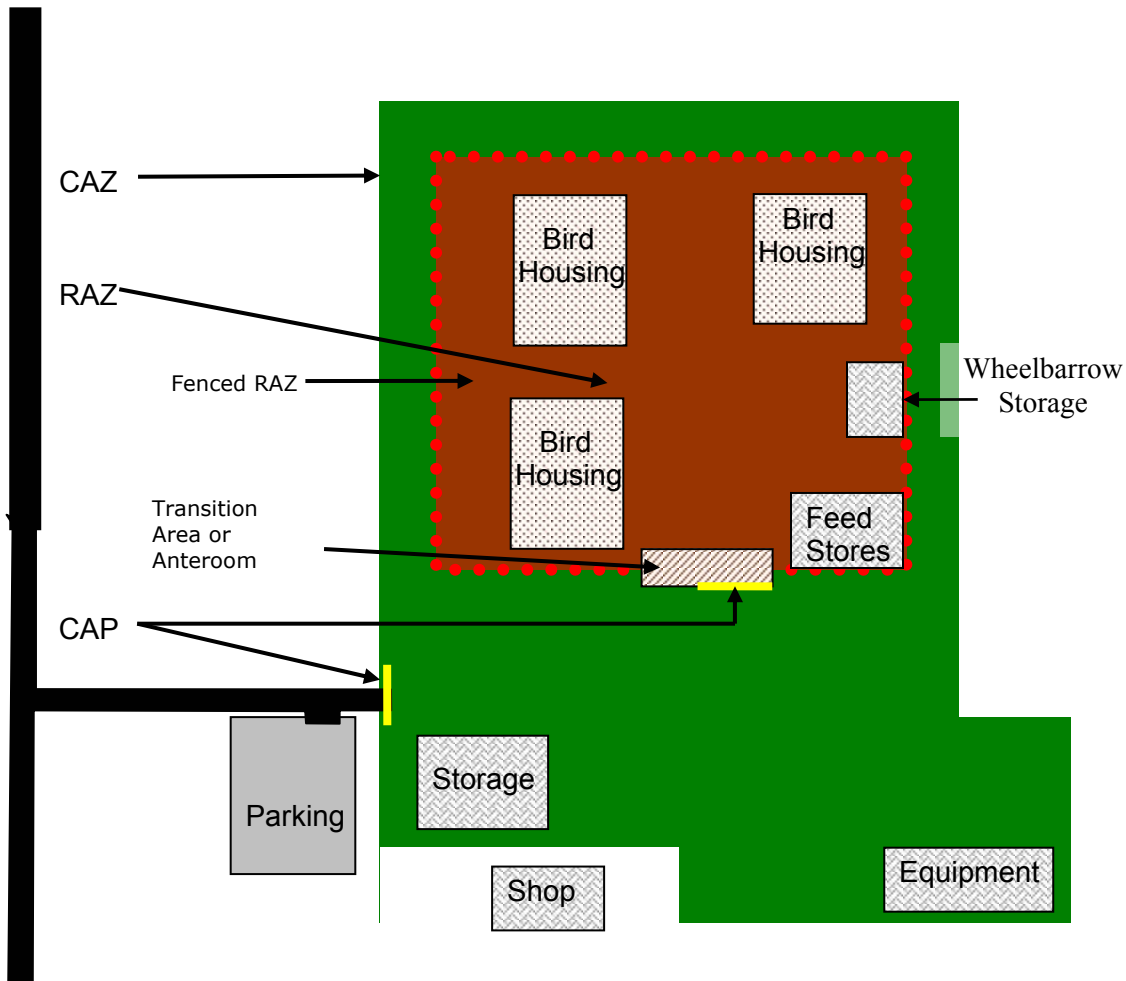 CAZ
Bird
Housing
Bird
Housing
RAZ
Fenced RAZ
Wheelbarrow
Storage
Bird
Housing
Transition
Area or
Anteroom
Feed
Stores
CAP
Storage
Parking
Shop
Equipment